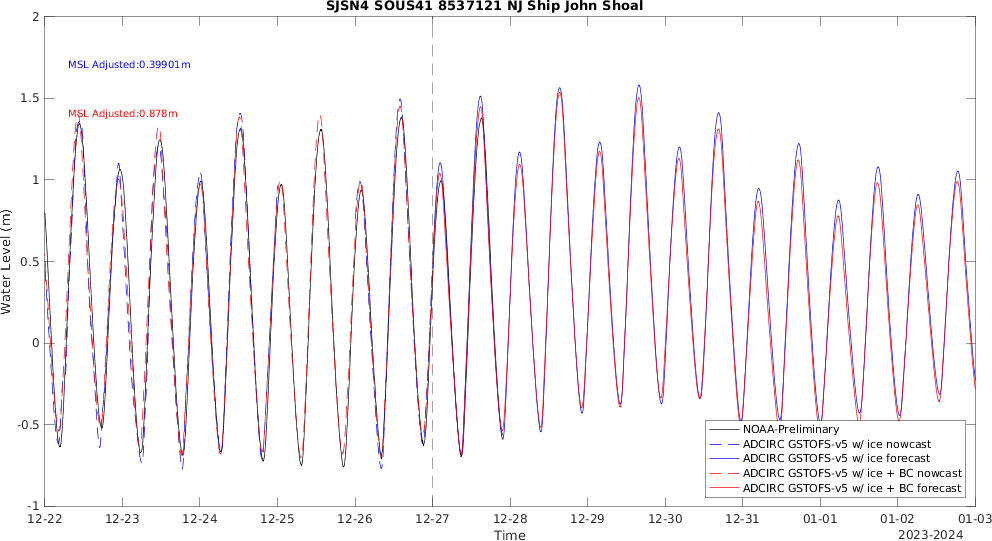 SJSN4 SOUS41 8537121 NJ Ship John Shoal
2
1.5
1
0.5
0
-0.5
-1
Water Level (m)
MSL Adjusted:0.39901m
MSL Adjusted:0.878m
NOAA-Preliminary
ADCIRC GSTOFS-v5 w/ ice nowcast
ADCIRC GSTOFS-v5 w/ ice forecast
ADCIRC GSTOFS-v5 w/ ice + BC nowcast
ADCIRC GSTOFS-v5 w/ ice + BC forecast
12-22 12-23 12-24 12-25 12-26 12-27 12-28 12-29 12-30 12-31 01-01 01-02 01-03
Time
2023-2024